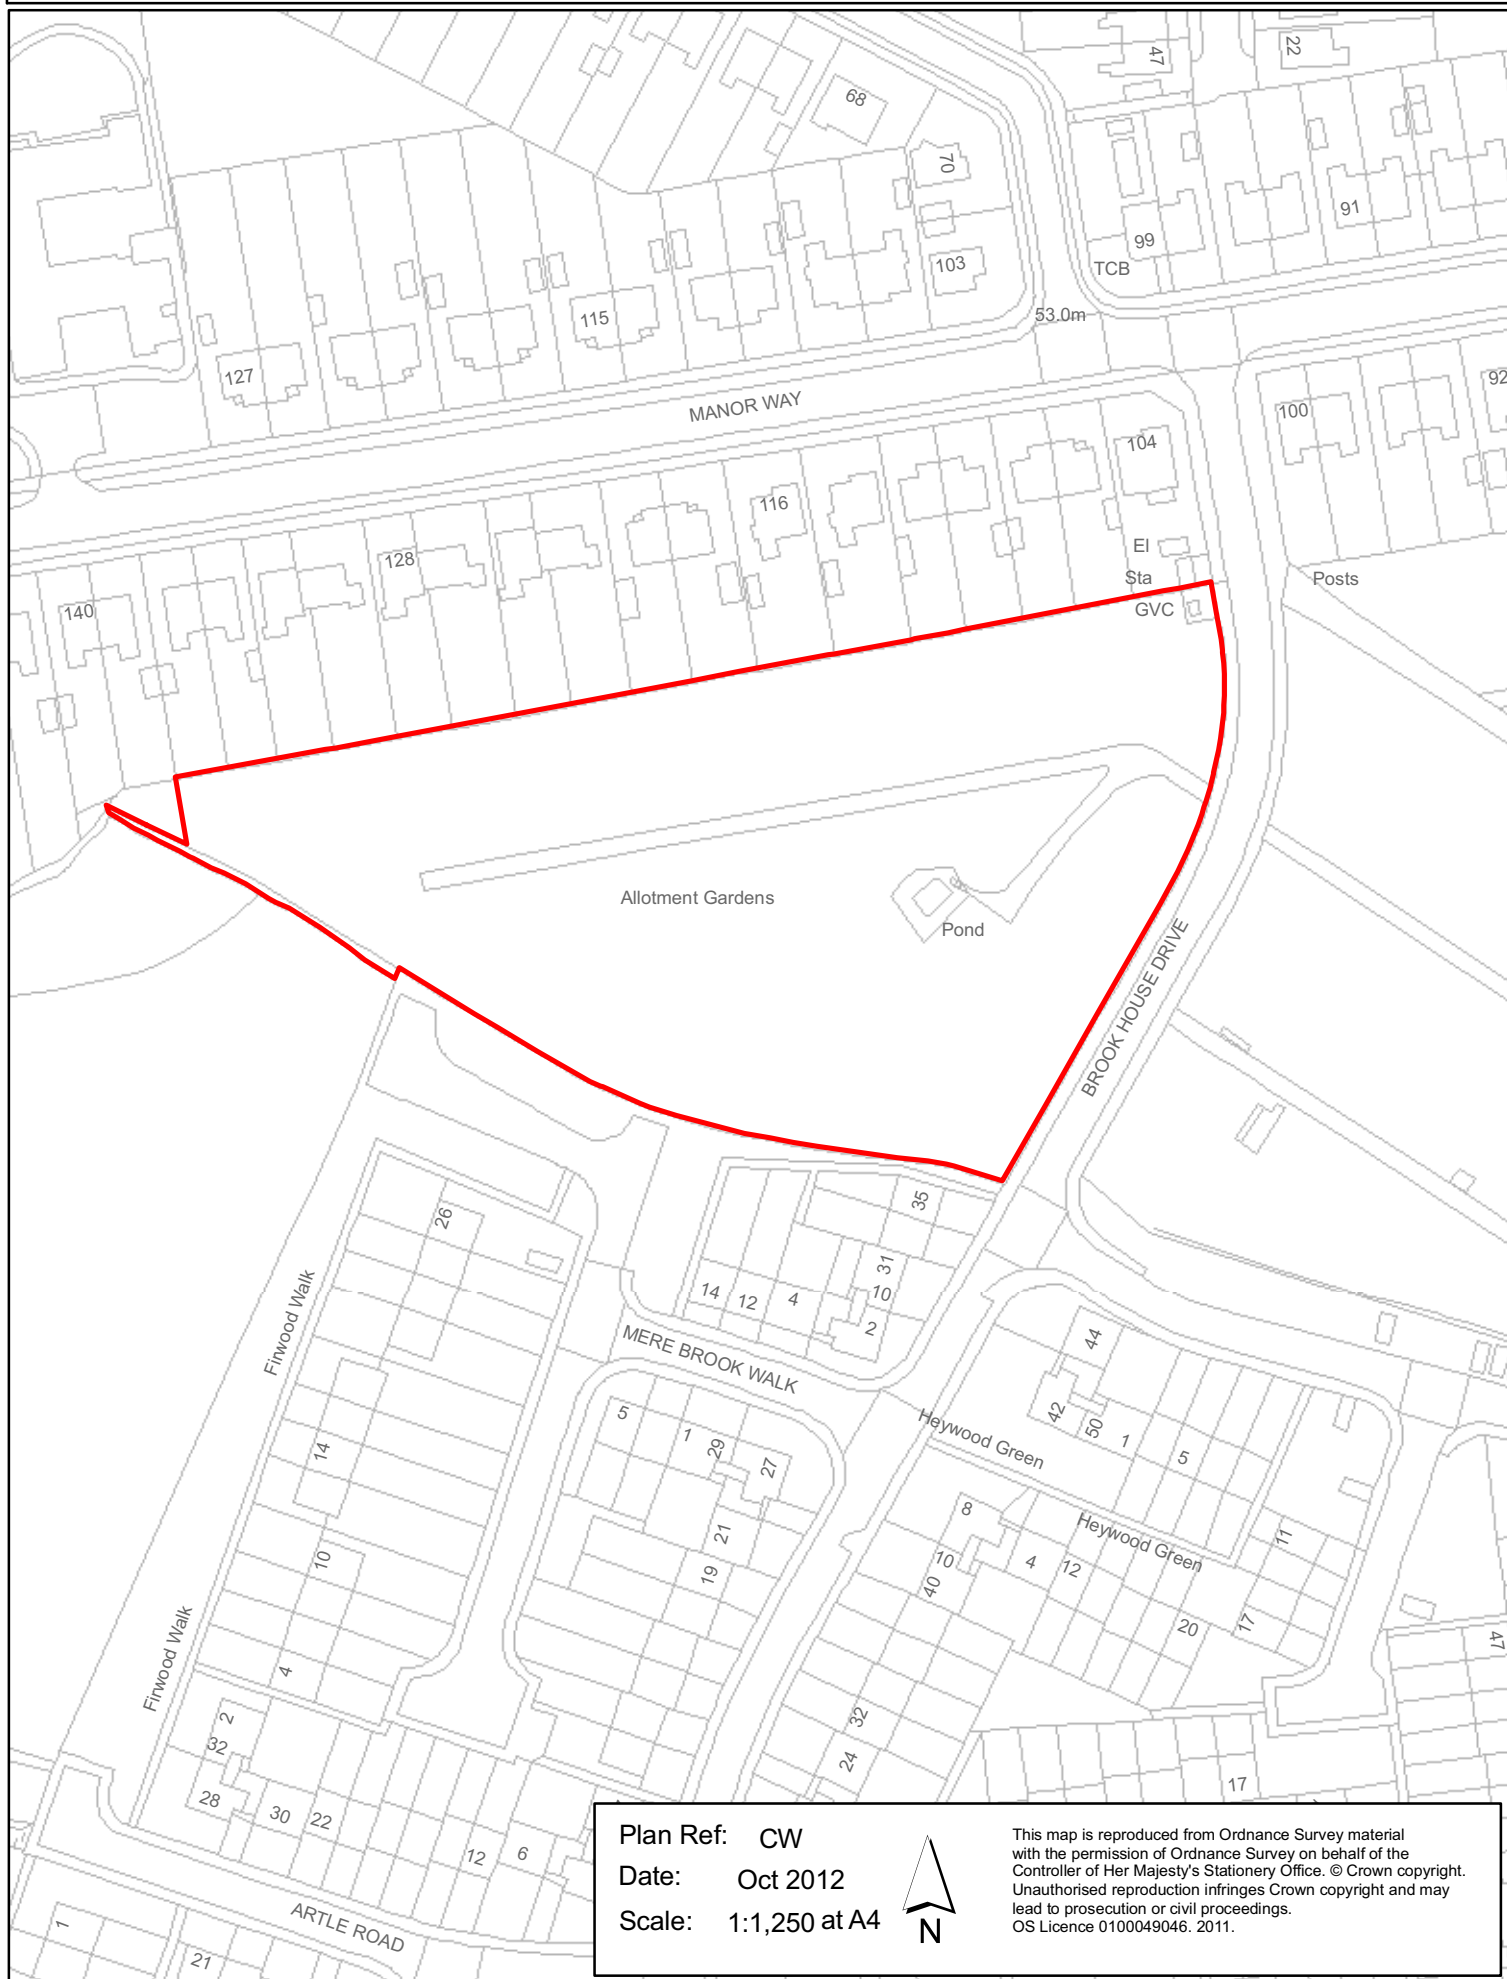 47
22
68
70
91
99
103
TCB
53.0m
115
127
92
MANOR WAY
100
104
116
El
128
Sta
Posts
GVC
140
Allotment Gardens
Pond
BROOK HOUSE DRIVE
35
26
31
14
12
4
10
2
Firwood Walk
MERE BROOK WALK
44
5
42
50
1
5
1
29
27
Heywood Green
14
8
Heywood Green
21
11
10
10
4
12
19
40
Firwood Walk
20
17
47
4
2
32
32
24
28
30
22
17
12
6
ARTLE ROAD
1
21
Plan Ref: CW
Date: Oct 2012
Scale: 1:1,250 at A4
N
This map is reproduced from Ordnance Survey material
with the permission of Ordnance Survey on behalf of the
Controller of Her Majesty's Stationery Office. © Crown copyright.
Unauthorised reproduction infringes Crown copyright and may
lead to prosecution or civil proceedings.
OS Licence 0100049046. 2011.